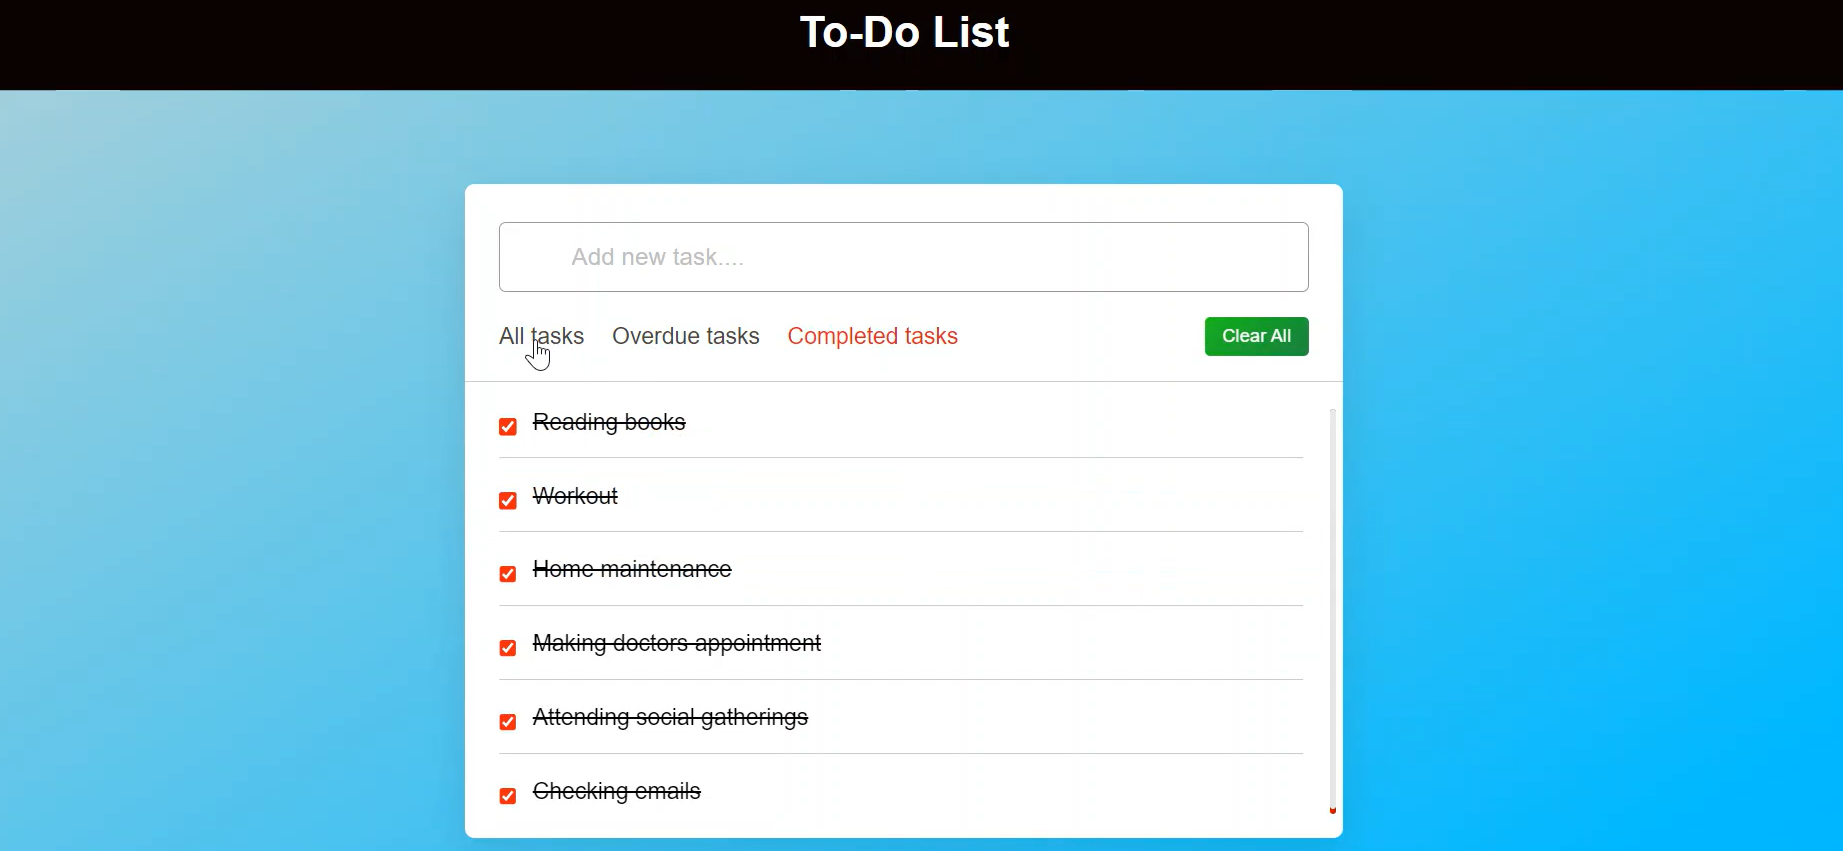 To-Do List
Add new task....
All tasks Overdue tasks Completed tasks Clear All
Reading books
Workout
Home maintenance
Making doctors appointment
Attending social gatherings
Checking emails